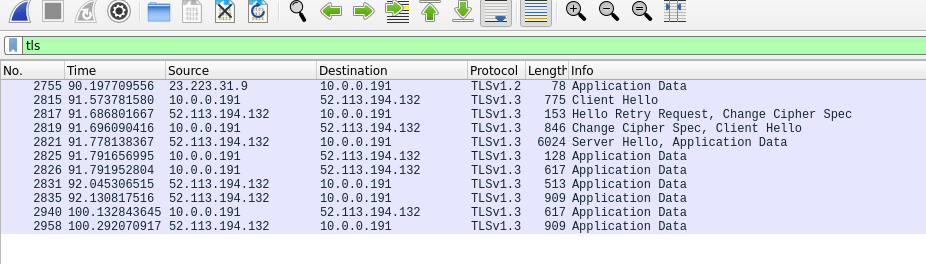 tls
No. Time Source Destination Protocol Length Info
2755 90.197709556 23.223.31.9 10.0.0.191 TLSv1.2 78 Application Data
2815 91.573781580 10.0.0.191 52.113.194.132 TLSv1.3 775 Client Hello
2817 91.686801667 52.113.194.132 10.0.0.191 TLSv1.3 153 Hello Retry Request, Change Cipher Spec
2819 91.696090416 10.0.0.191 52.113.194.132 TLSv1.3 846 Change Cipher Spec, Client Hello
2821 91.778138367 52.113.194.132 10.0.0.191 TLSv1.3 6024 Server Hello, Application Data
2825 91.791656995 10.0.0.191 52.113.194.132 TLSv1.3 128 Application Data
2826 91.791952804 10.0.0.191 52.113.194.132 TLSv1.3 617 Application Data
2831 92.045306515 52.113.194.132 10.0.0.191 TLSv1.3 513 Application Data
2835 92.130817516 52.113.194.132 10.0.0.191 TLSv1.3 909 Application Data
2940 100.132843645 10.0.0.191 52.113.194.132 TLSv1.3 617 Application Data
2958 100.292070917 52.113.194.132 10.0.0.191 TLSv1.3 909 Application Data